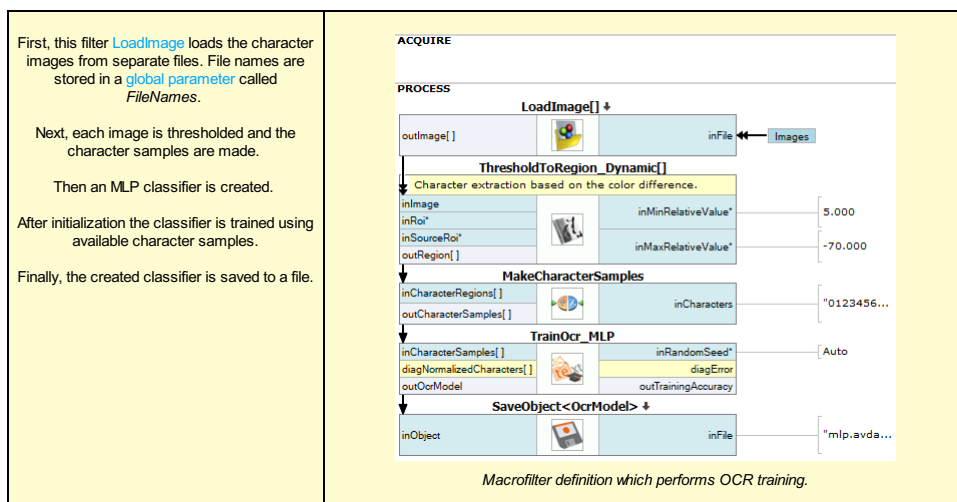 First, this filter LoadImage loads the character
images from separate files. File names are
stored in a global parameter called
FileNames.
Next, each image is thresholded and the
character samples are made.
Then an MLP classifier is created.
After initialization the classifier is trained using
available character samples.
Finally, the created classifier is saved to a file.
ACQUIRE
PROCESS
LoadImage[]
outImage[ ]
inFile
Images
ThresholdToRegion_Dynamic[]
Character extraction based on the color difference.
inImage
inRoi*
inSourceRoi*
outRegion[ ]
inMinRelativeValue*
5.000
inMaxRelativeValue*
-70.000
MakeCharacterSamples
inCharacterRegions[ ]
outCharacterSamples[ ]
inCharacters
"0123456...
TrainOcr_MLP
inCharacterSamples[ ]
inRandomSeed*
Auto
diagNormalizedCharacters[ ]
diagError
outOcrModel
outTrainingAccuracy
SaveObject<OcrModel>
inObject
inFile
"mlp.avda...
Macrofilter definition which performs OCR training.